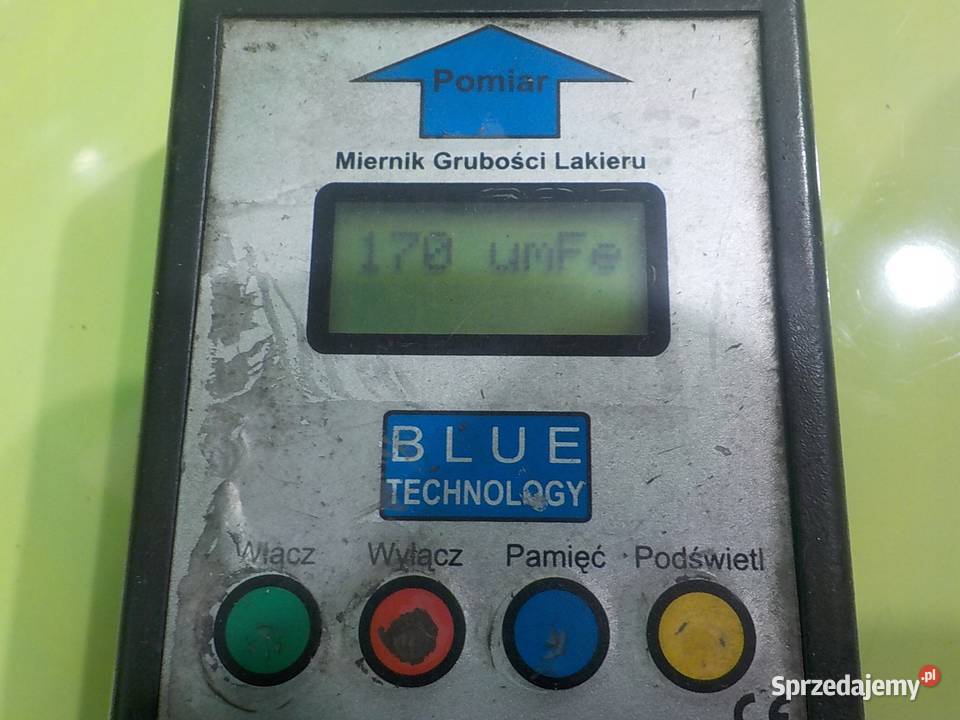 Pomiar
Miernik Grubości Lakieru
170 umFe
BLUE
TECHNOLOGY
Włącz Wyłącz Pamięć Podświetl
CE
Sprzedajemy.pl